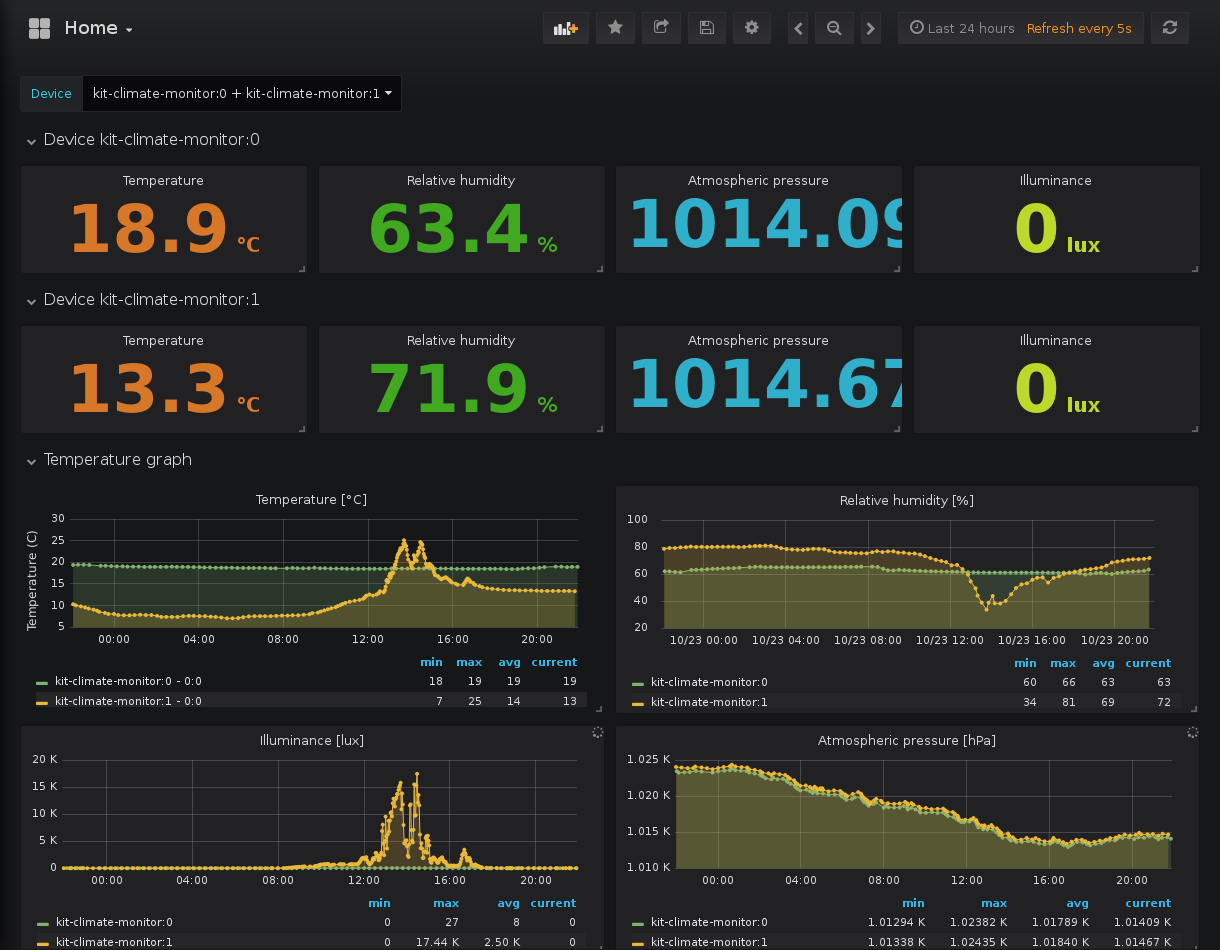 Home
Last 24 hours Refresh every 5s
Device kit-climate-monitor:0 + kit-climate-monitor:1
Device kit-climate-monitor:0
Temperature Relative humidity Atmospheric pressure Illuminance
18.9 °C 63.4 % 1014.09 0 lux
Device kit-climate-monitor:1
Temperature Relative humidity Atmospheric pressure Illuminance
13.3 °C 71.9 % 1014.67 0 lux
Temperature graph
Temperature [°C]
Temperature (C)
30
25
20
15
10
5
00:00 04:00 08:00 12:00 16:00 20:00
min max avg current
kit-climate-monitor:0 - 0:0 18 19 19 19
kit-climate-monitor:1 - 0:0 7 25 14 13
Relative humidity [%]
100
80
60
40
20
10/23 00:00 10/23 04:00 10/23 08:00 10/23 12:00 10/23 16:00 10/23 20:00
min max avg current
kit-climate-monitor:0 60 66 63 63
kit-climate-monitor:1 34 81 69 72
Illuminance [lux]
20 K
15 K
10 K
5 K
0
00:00 04:00 08:00 12:00 16:00 20:00
min max avg current
kit-climate-monitor:0 0 27 8 0
kit-climate-monitor:1 0 17.44 K 2.50 K 0
Atmospheric pressure [hPa]
1.025 K
1.020 K
1.015 K
1.010 K
00:00 04:00 08:00 12:00 16:00 20:00
min max avg current
kit-climate-monitor:0 1.01294 K 1.02382 K 1.01789 K 1.01409 K
kit-climate-monitor:1 1.01338 K 1.02435 K 1.01840 K 1.01467 K